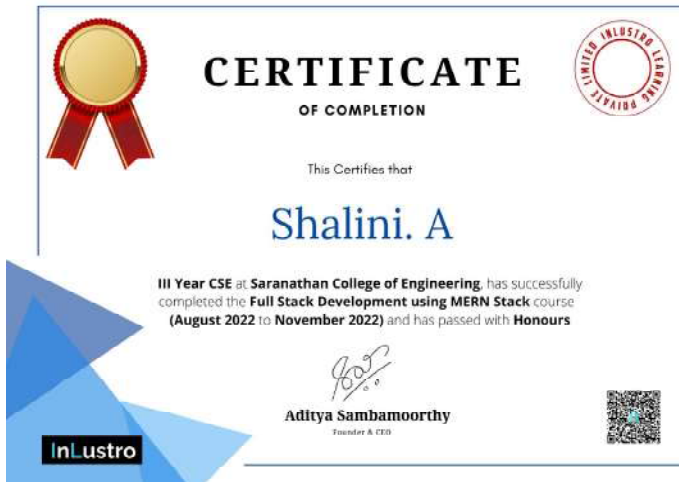 CERTIFICATE
INLUSTRO LEARNING PRIVATE LIMITED
OF COMPLETION
This Certifies that
Shalini. A
III Year CSE at Saranathan College of Engineering, has successfully
completed the Full Stack Development using MERN Stack course
(August 2022 to November 2022) and has passed with Honours
Aditya Sambamoorthy
Founder & CEO
InLustro